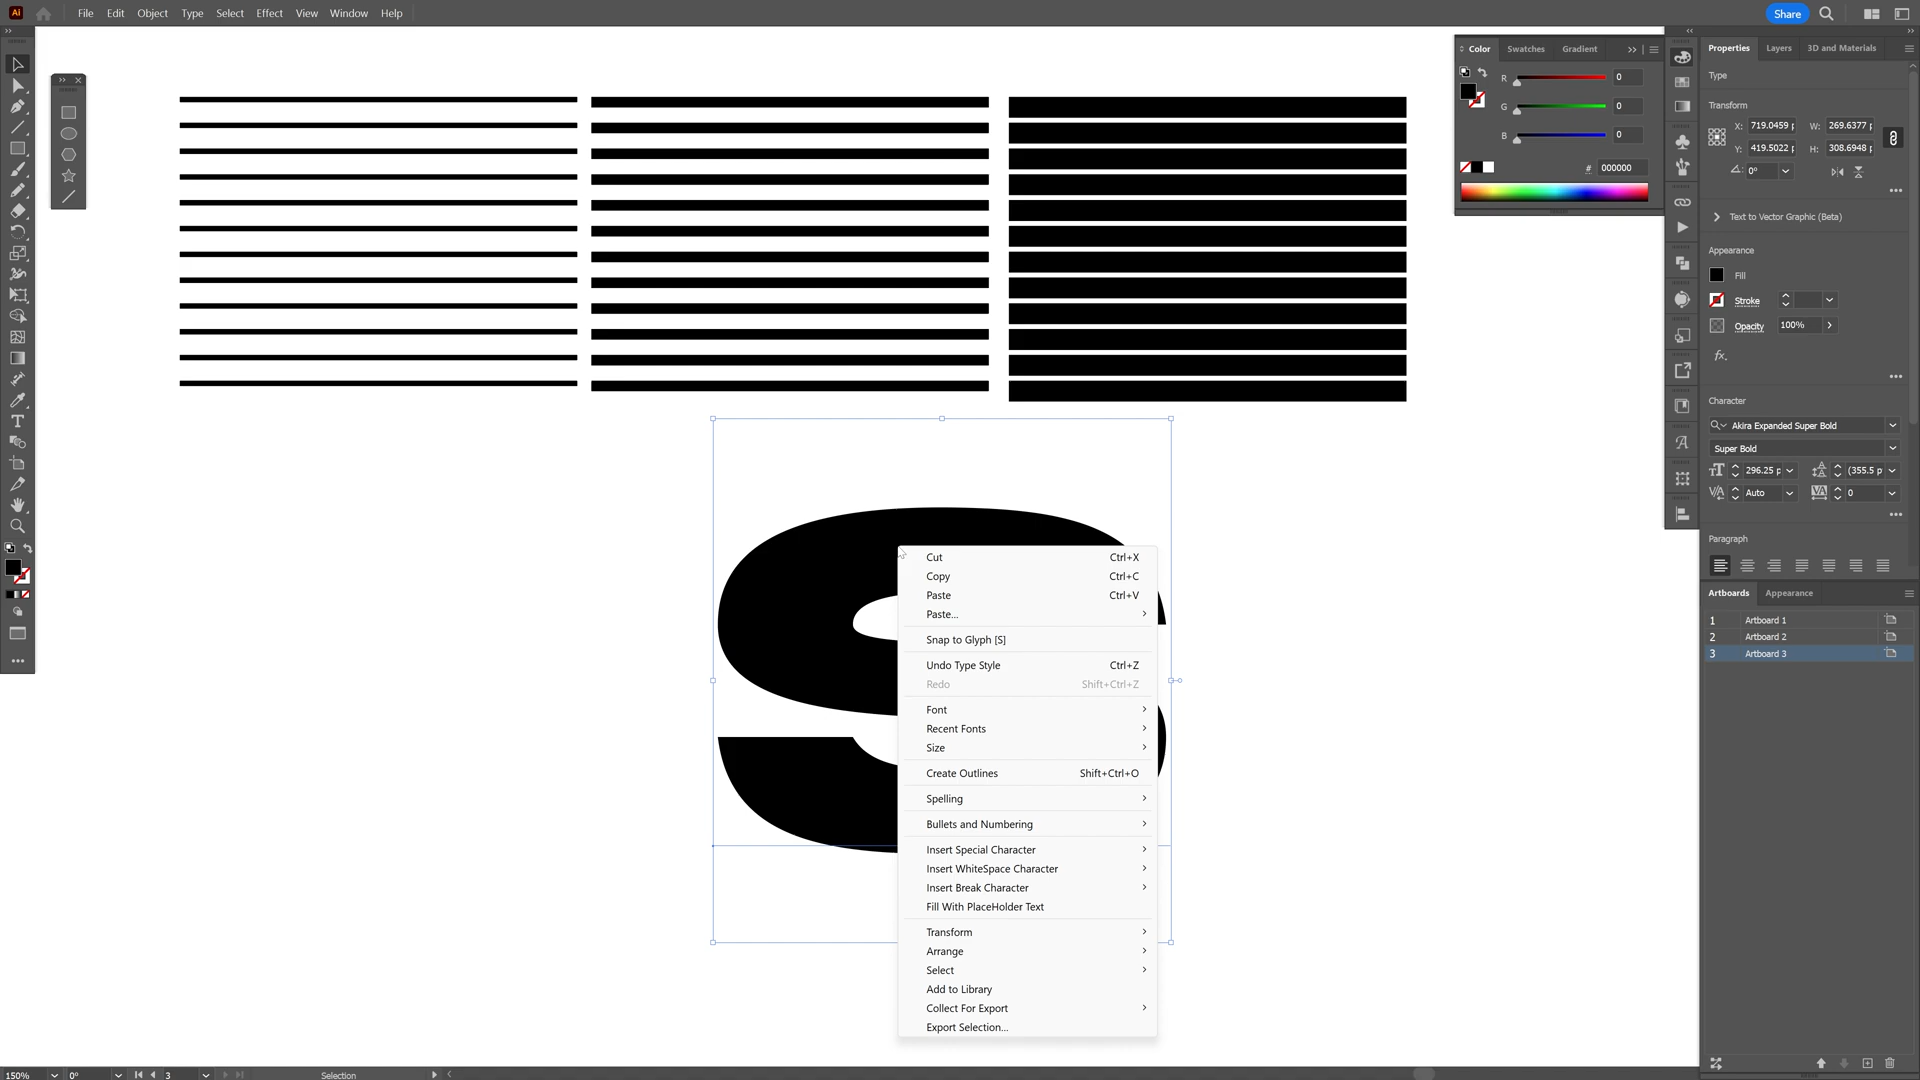 Ai File Edit Object Type Select Effect View Window Help
Share
Color Swatches Gradient
R 0
G 0
B 0
# 000000
Properties Layers 3D and Materials
Type
Transform
X: 719.0459 p W: 269.6377 p
Y: 419.5022 p H: 308.6948 p
0°
Text to Vector Graphic (Beta)
Appearance
Fill
Stroke
Opacity 100%
fx.
Character
Akira Expanded Super Bold
Super Bold
296.25 p (355.5 p
Auto 0
Paragraph
Artboards Appearance
1 Artboard 1
2 Artboard 2
3 Artboard 3
S
Cut Ctrl+X
Copy Ctrl+C
Paste Ctrl+V
Paste...
Snap to Glyph [S]
Undo Type Style Ctrl+Z
Redo Shift+Ctrl+Z
Font
Recent Fonts
Size
Create Outlines Shift+Ctrl+O
Spelling
Bullets and Numbering
Insert Special Character
Insert WhiteSpace Character
Insert Break Character
Fill With PlaceHolder Text
Transform
Arrange
Select
Add to Library
Collect For Export
Export Selection...
150% 0° 3 Selection